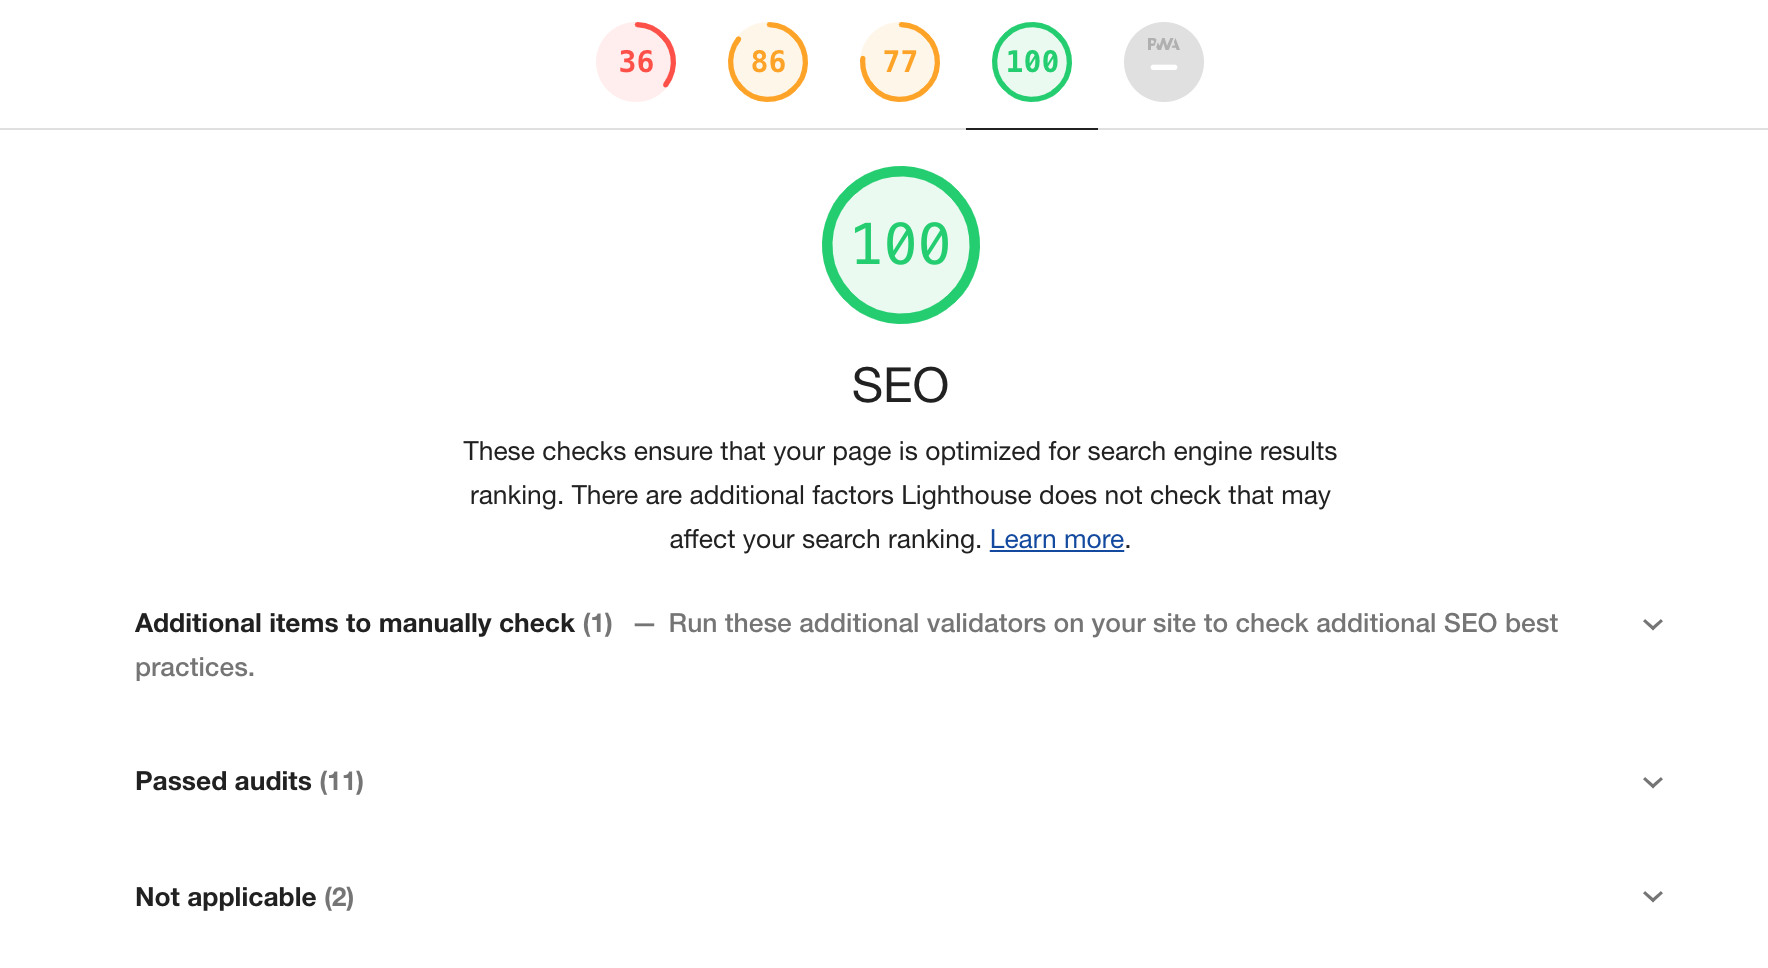 36 86 77 100 PWA
100
SEO
These checks ensure that your page is optimized for search engine results
ranking. There are additional factors Lighthouse does not check that may
affect your search ranking. Learn more.
Additional items to manually check (1) — Run these additional validators on your site to check additional SEO best
practices.
Passed audits (11)
Not applicable (2)